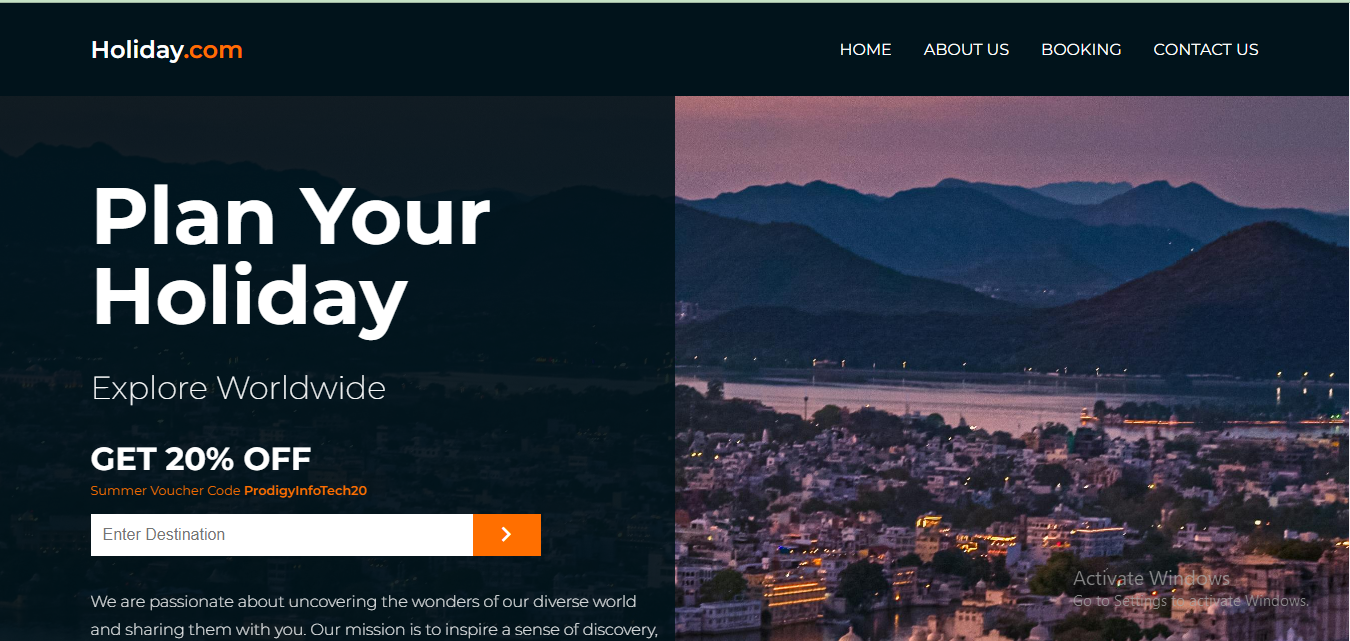 Holiday.com
HOME ABOUT US BOOKING CONTACT US
Plan Your
Holiday
Explore Worldwide
GET 20% OFF
Summer Voucher Code ProdigyInfoTech20
Enter Destination
We are passionate about uncovering the wonders of our diverse world
and sharing them with you. Our mission is to inspire a sense of discovery,
Activate Windows
Go to Settings to activate Windows.